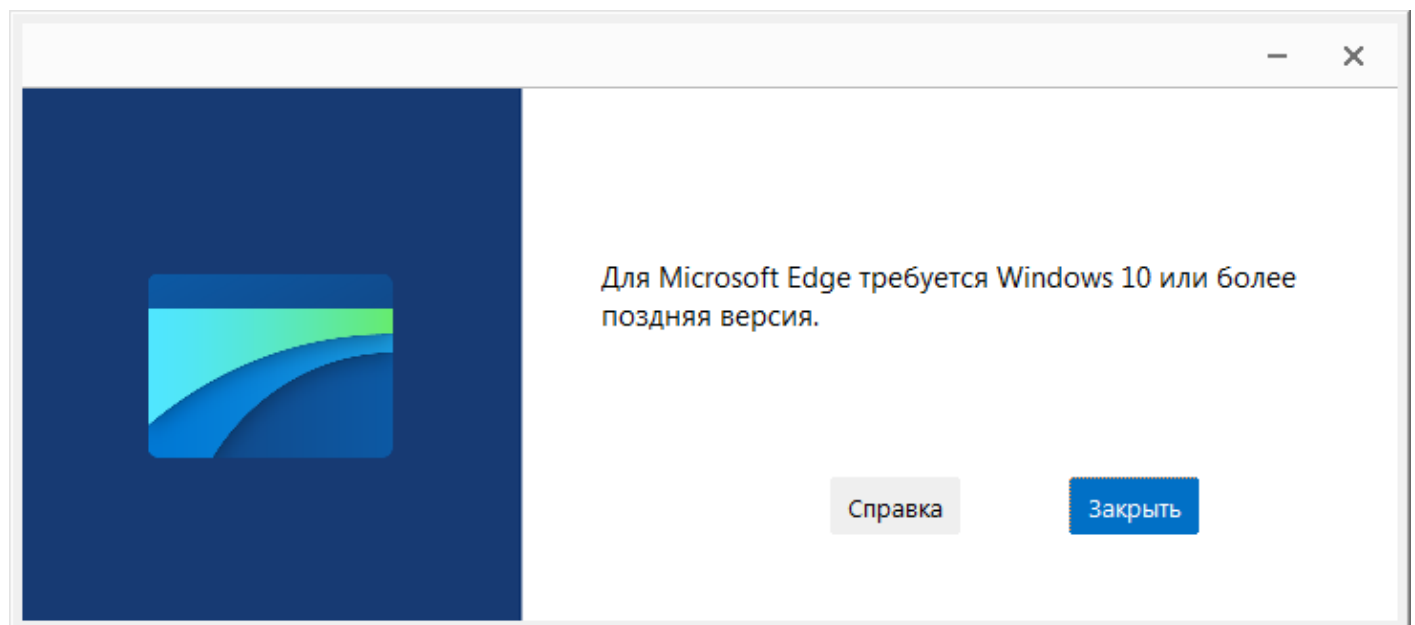 Для Microsoft Edge требуется Windows 10 или более
поздняя версия.
Справка
Закрыть